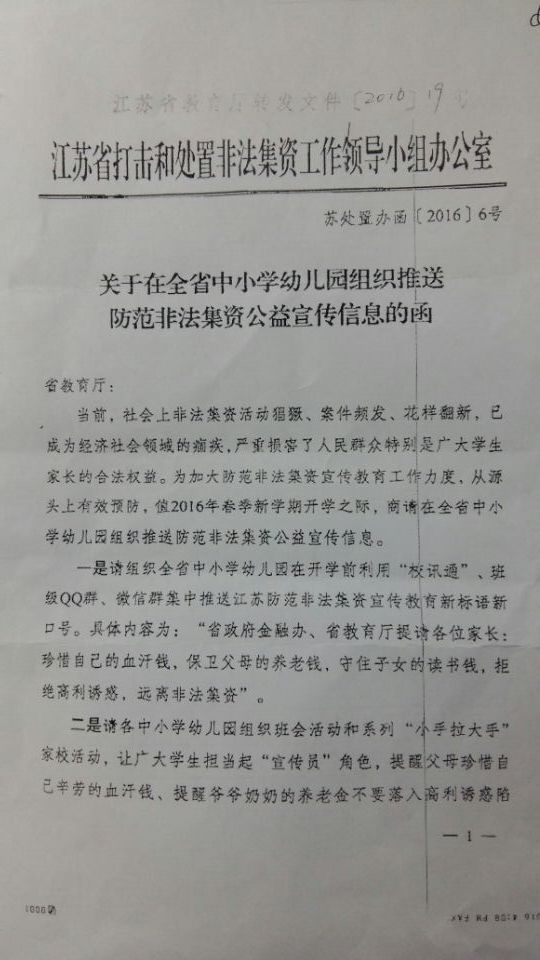 江苏省教育厅转发文件〔2016〕19号
江苏省打击和处置非法集资工作领导小组办公室
苏处置办函〔2016〕6号
关于在全省中小学幼儿园组织推送
防范非法集资公益宣传信息的函
省教育厅：
当前，社会上非法集资活动猖獗、案件频发、花样翻新，已
成为经济社会领域的痼疾，严重损害了人民群众特别是广大学生
家长的合法权益。为加大防范非法集资宣传教育工作力度，从源
头上有效预防，值2016年春季新学期开学之际，商请在全省中小
学幼儿园组织推送防范非法集资公益宣传信息。
一是请组织全省中小学幼儿园在开学前利用“校讯通”、班
级QQ群、微信群集中推送江苏防范非法集资宣传教育新标语新
口号。具体内容为：“省政府金融办、省教育厅提请各位家长：
珍惜自己的血汗钱，保卫父母的养老钱，守住子女的读书钱，拒
绝高利诱惑，远离非法集资”。
二是请各中小学幼儿园组织班会活动和系列“小手拉大手”
家校活动，让广大学生担当起“宣传员”角色，提醒父母珍惜自
己辛劳的血汗钱、提醒爷爷奶奶的养老金不要落入高利诱惑陷
— 1 —
0001
016 4:08 PM FAX